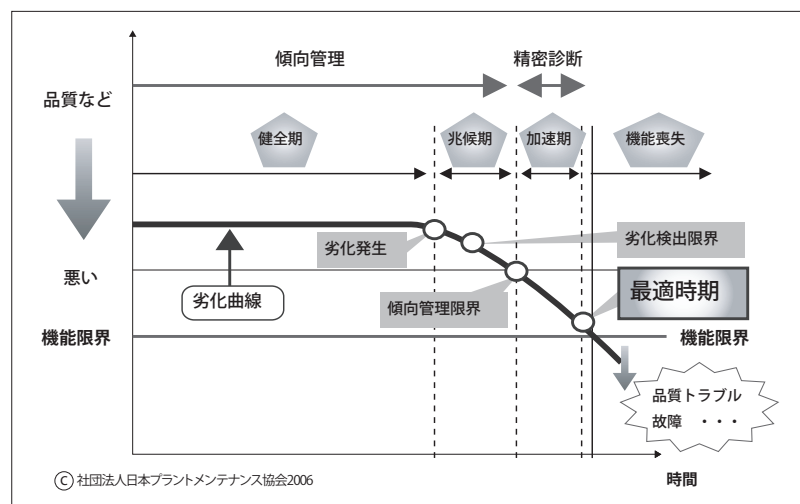 傾向管理
精密診断
品質など
健全期
兆候期
加速期
機能喪失
劣化発生
劣化検出限界
悪い
劣化曲線
傾向管理限界
最適時期
機能限界
機能限界
品質トラブル
故障 ・・・
Ⓒ 社団法人日本プラントメンテナンス協会2006
時間